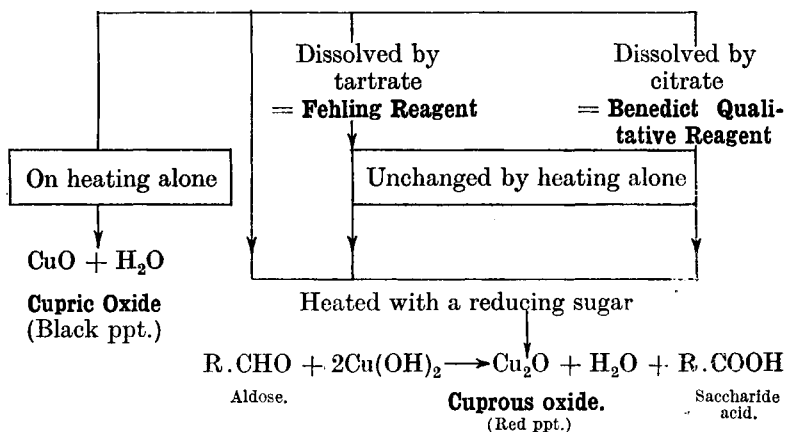 Dissolved by
tartrate
= Fehling Reagent
Dissolved by
citrate
= Benedict Quali-
tative Reagent
On heating alone
Unchanged by heating alone
CuO + H₂O
Cupric Oxide
(Black ppt.)
Heated with a reducing sugar
R.CHO + 2Cu(OH)₂ → Cu₂O + H₂O + R.COOH
Aldose.
Cuprous oxide.
(Red ppt.)
Saccharide
acid.